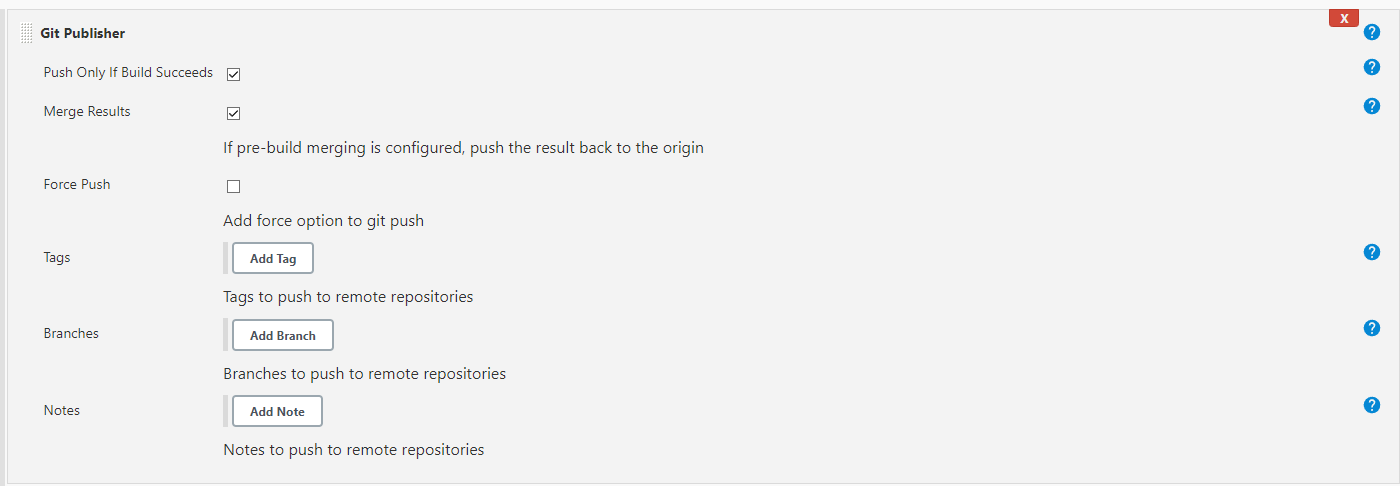 X
Git Publisher
?
Push Only If Build Succeeds
?
Merge Results
?
If pre-build merging is configured, push the result back to the origin
Force Push
Add force option to git push
Tags
Add Tag
?
Tags to push to remote repositories
Branches
Add Branch
?
Branches to push to remote repositories
Notes
Add Note
?
Notes to push to remote repositories